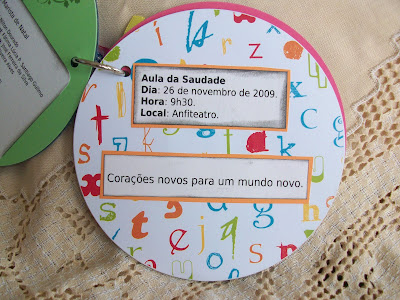 Aula da Saudade
Dia: 26 de novembro de 2009.
Hora: 9h30.
Local: Anfiteatro.
Corações novos para um mundo novo.